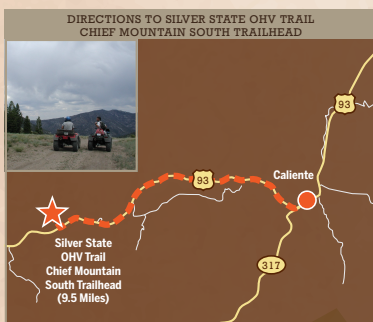 DIRECTIONS TO SILVER STATE OHV TRAIL
CHIEF MOUNTAIN SOUTH TRAILHEAD
93
93
Caliente
Silver State
OHV Trail
Chief Mountain
South Trailhead
(9.5 Miles)
317